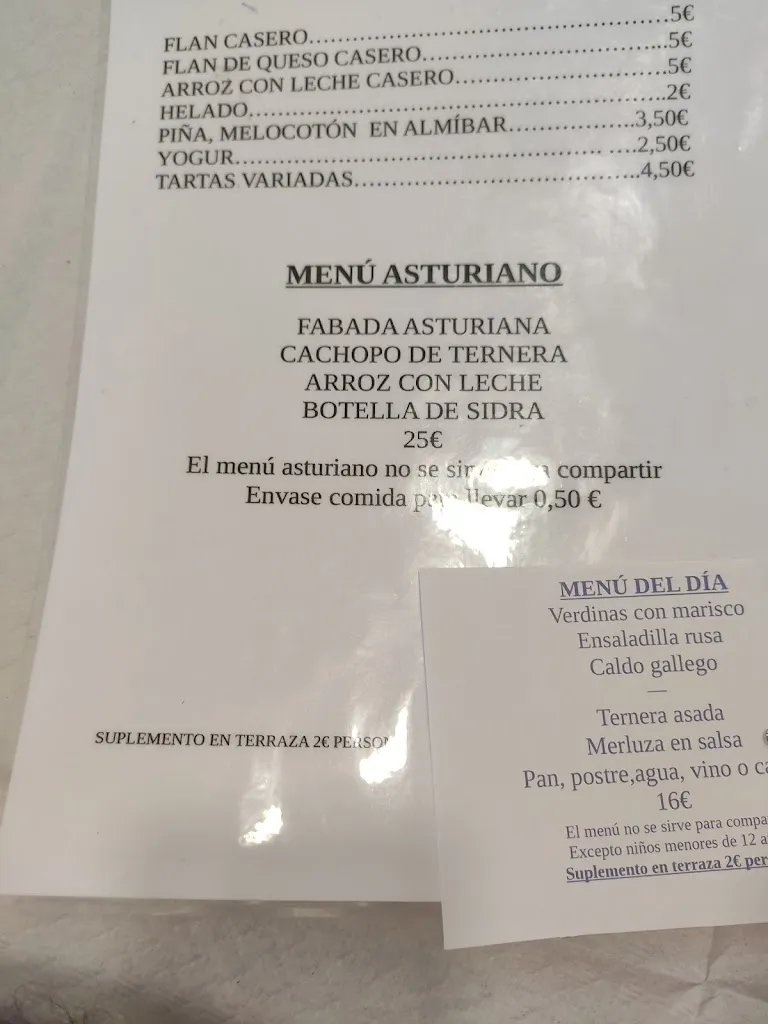 FLAN CASERO.......................................................5€
FLAN DE QUESO CASERO.....................................5€
ARROZ CON LECHE CASERO................................5€
HELADO................................................................2€
PIÑA, MELOCOTÓN EN ALMÍBAR...................3,50€
YOGUR......................................................... ....2,50€
TARTAS VARIADAS...........................................4,50€
MENÚ ASTURIANO
FABADA ASTURIANA
CACHOPO DE TERNERA
ARROZ CON LECHE
BOTELLA DE SIDRA
25€
El menú asturiano no se compartir
Envase comida llevar 0,50 €
SUPLEMENTO EN TERRAZA 2€
MENÚ DEL DÍA
Verdinas con marisco
Ensaladilla rusa
Caldo gallego
—
Ternera asada
Merluza en salsa
Pan, postre,agua, vino o
16€
El menú no se sirve para
Excepto niños menores de 12
Suplemento en terraza 2€